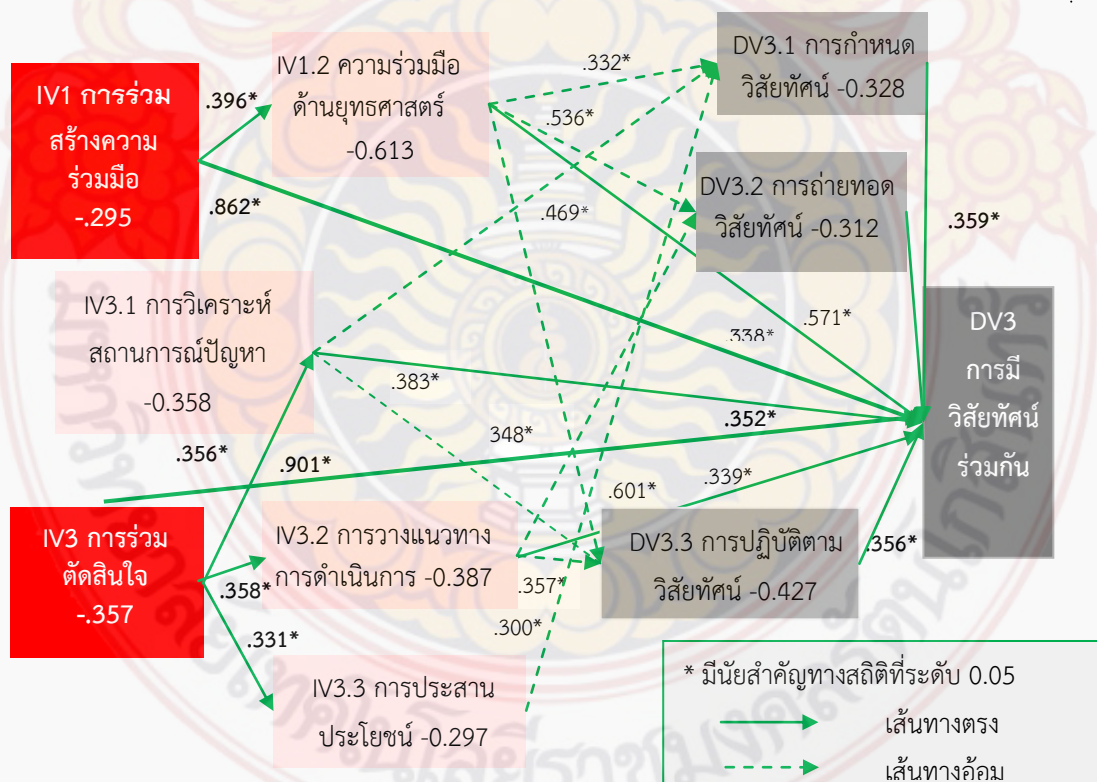 IV1 การร่วม
สร้างความ
ร่วมมือ
-.295
.396*
.862*
IV1.2 ความร่วมมือ
ด้านยุทธศาสตร์
-0.613
.332*
.536*
.469*
DV3.1 การกำหนด
วิสัยทัศน์ -0.328
DV3.2 การถ่ายทอด
วิสัยทัศน์ -0.312
.359*
IV3.1 การวิเคราะห์
สถานการณ์ปัญหา
-0.358
.571*
.338*
.383*
.352*
348*
.339*
.601*
DV3
การมี
วิสัยทัศน์
ร่วมกัน
.356*
.901*
IV3 การร่วม
ตัดสินใจ
-.357
.358*
.331*
IV3.2 การวางแนวทาง
การดำเนินการ -0.387
.357*
.300*
DV3.3 การปฏิบัติตาม
วิสัยทัศน์ -0.427
.356*
IV3.3 การประสาน
ประโยชน์ -0.297
* มีนัยสำคัญทางสถิติที่ระดับ 0.05
เส้นทางตรง
เส้นทางอ้อม